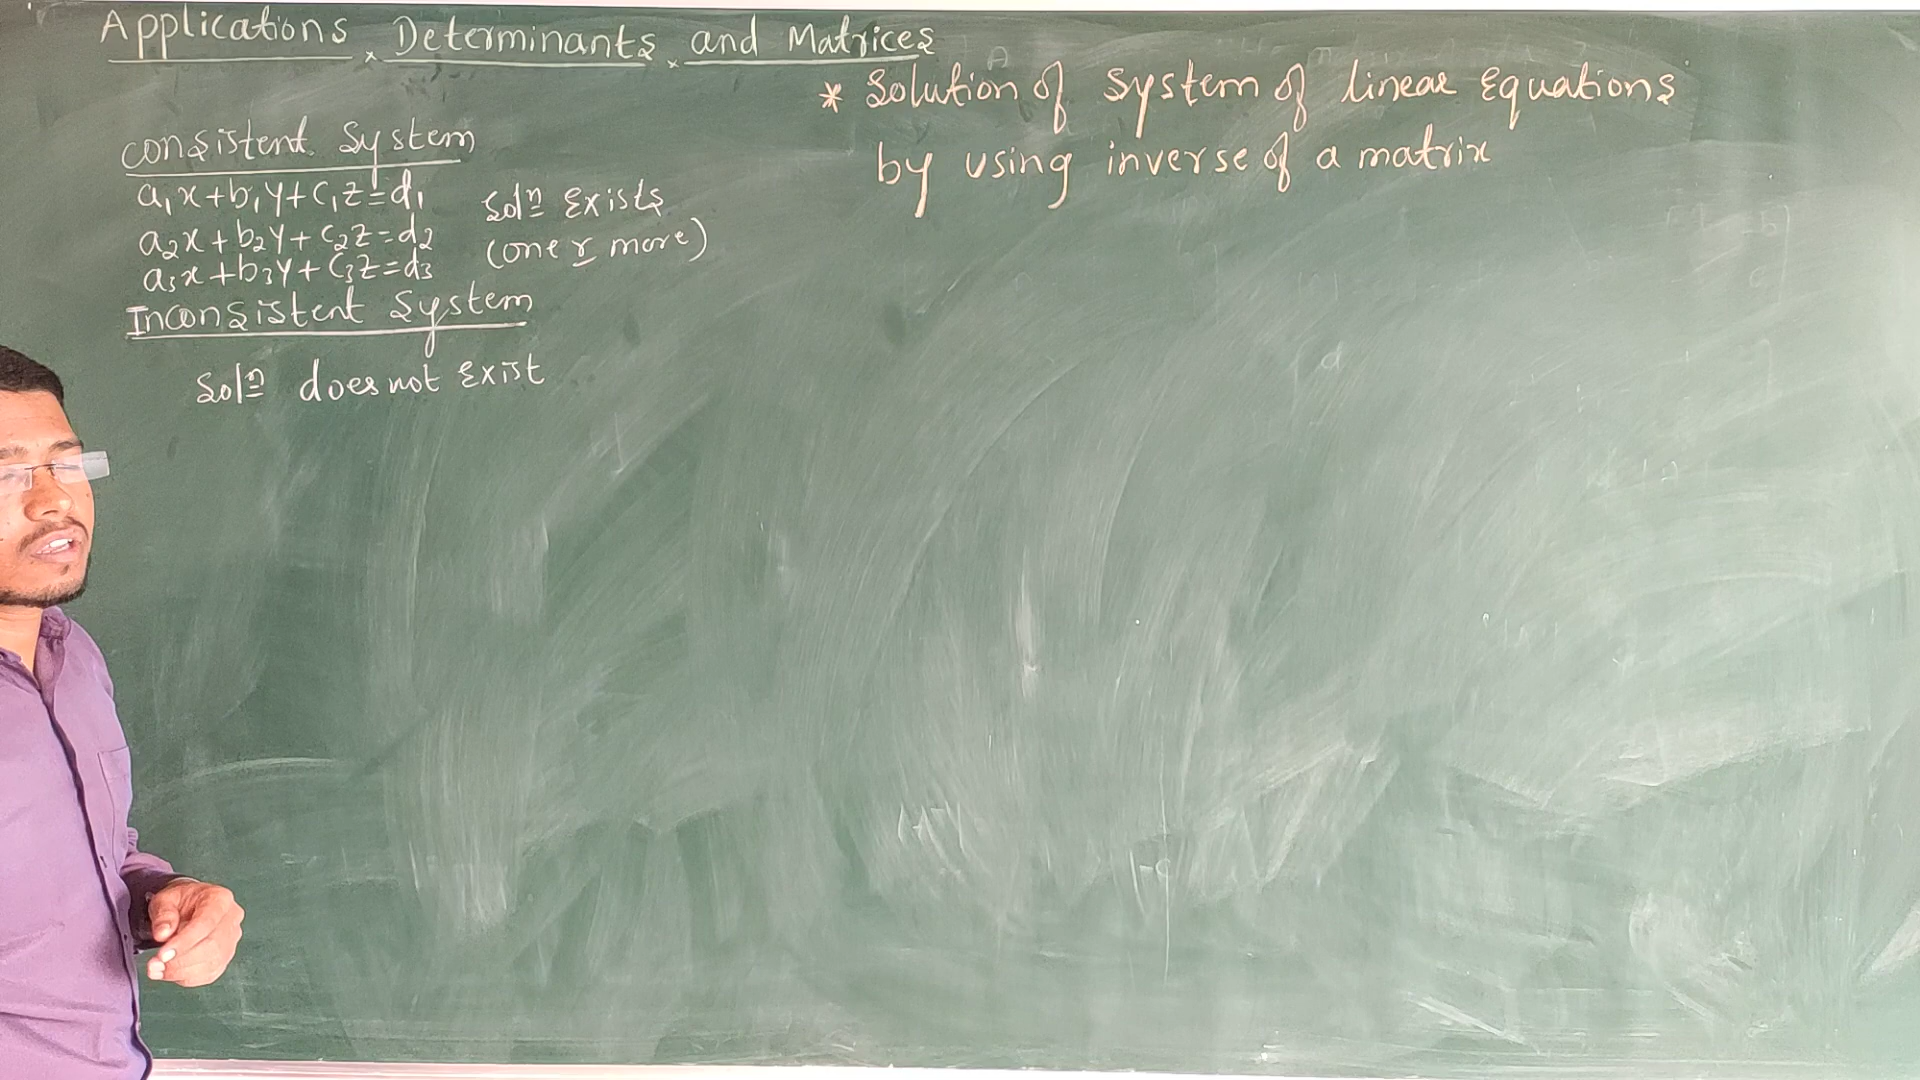 Applications Determinants and Matrices
consistent System
a₁x+b₁y+c₁z=d₁
a₂x+b₂y+c₂z=d₂
a₃x+b₃y+c₃z=d₃
Solⁿ Exists
(one r more)
Inconsistent System
Solⁿ does not Exist
* Solution of System of linear Equations
by using inverse of a matrix